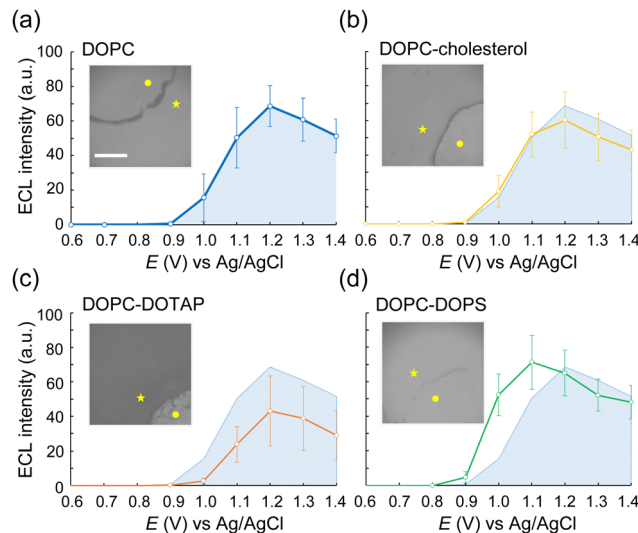 (a) DOPC
(b) DOPC-cholesterol
ECL intensity (a.u.)
100
80
60
40
20
0
0.6 0.7 0.8 0.9 1.0 1.1 1.2 1.3 1.4
E (V) vs Ag/AgCl
0.6 0.7 0.8 0.9 1.0 1.1 1.2 1.3 1.4
E (V) vs Ag/AgCl
(c) DOPC-DOTAP
(d) DOPC-DOPS
ECL intensity (a.u.)
100
80
60
40
20
0
0.6 0.7 0.8 0.9 1.0 1.1 1.2 1.3 1.4
E (V) vs Ag/AgCl
0.6 0.7 0.8 0.9 1.0 1.1 1.2 1.3 1.4
E (V) vs Ag/AgCl